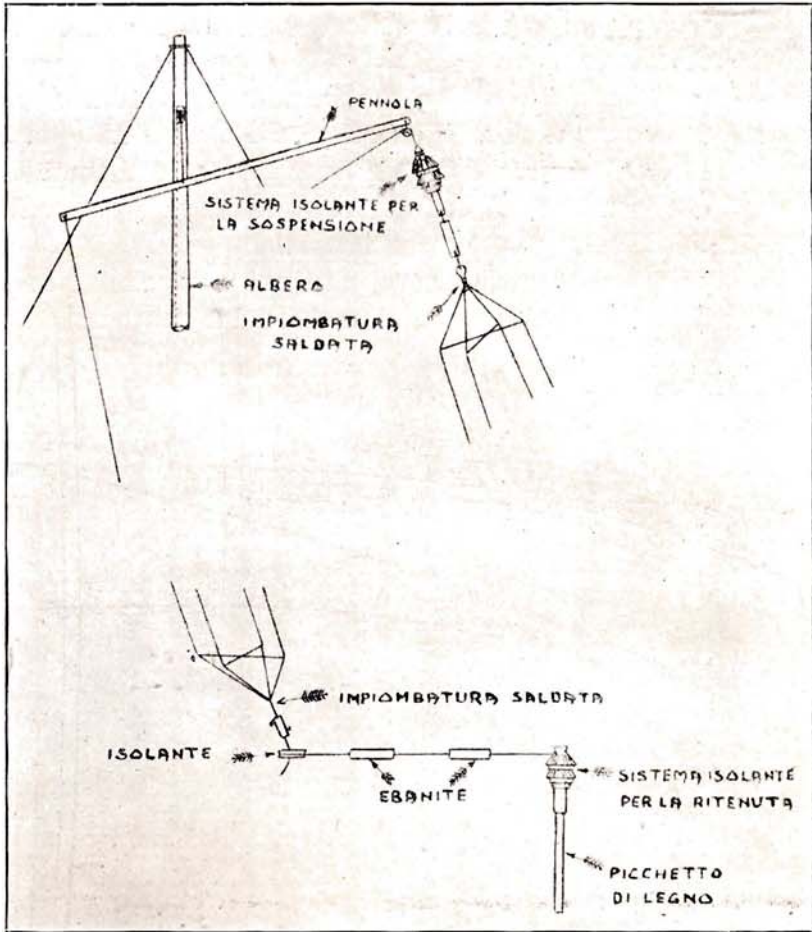 PENNOLA
SISTEMA ISOLANTE PER
LA SOSPENSIONE
ALBERO
IMPIOMBATURA
SALDATA
IMPIOMBATURA SALDATA
ISOLANTE
EBANITE
SISTEMA ISOLANTE
PER LA RITENUTA
PICCHETTO
DI LEGNO